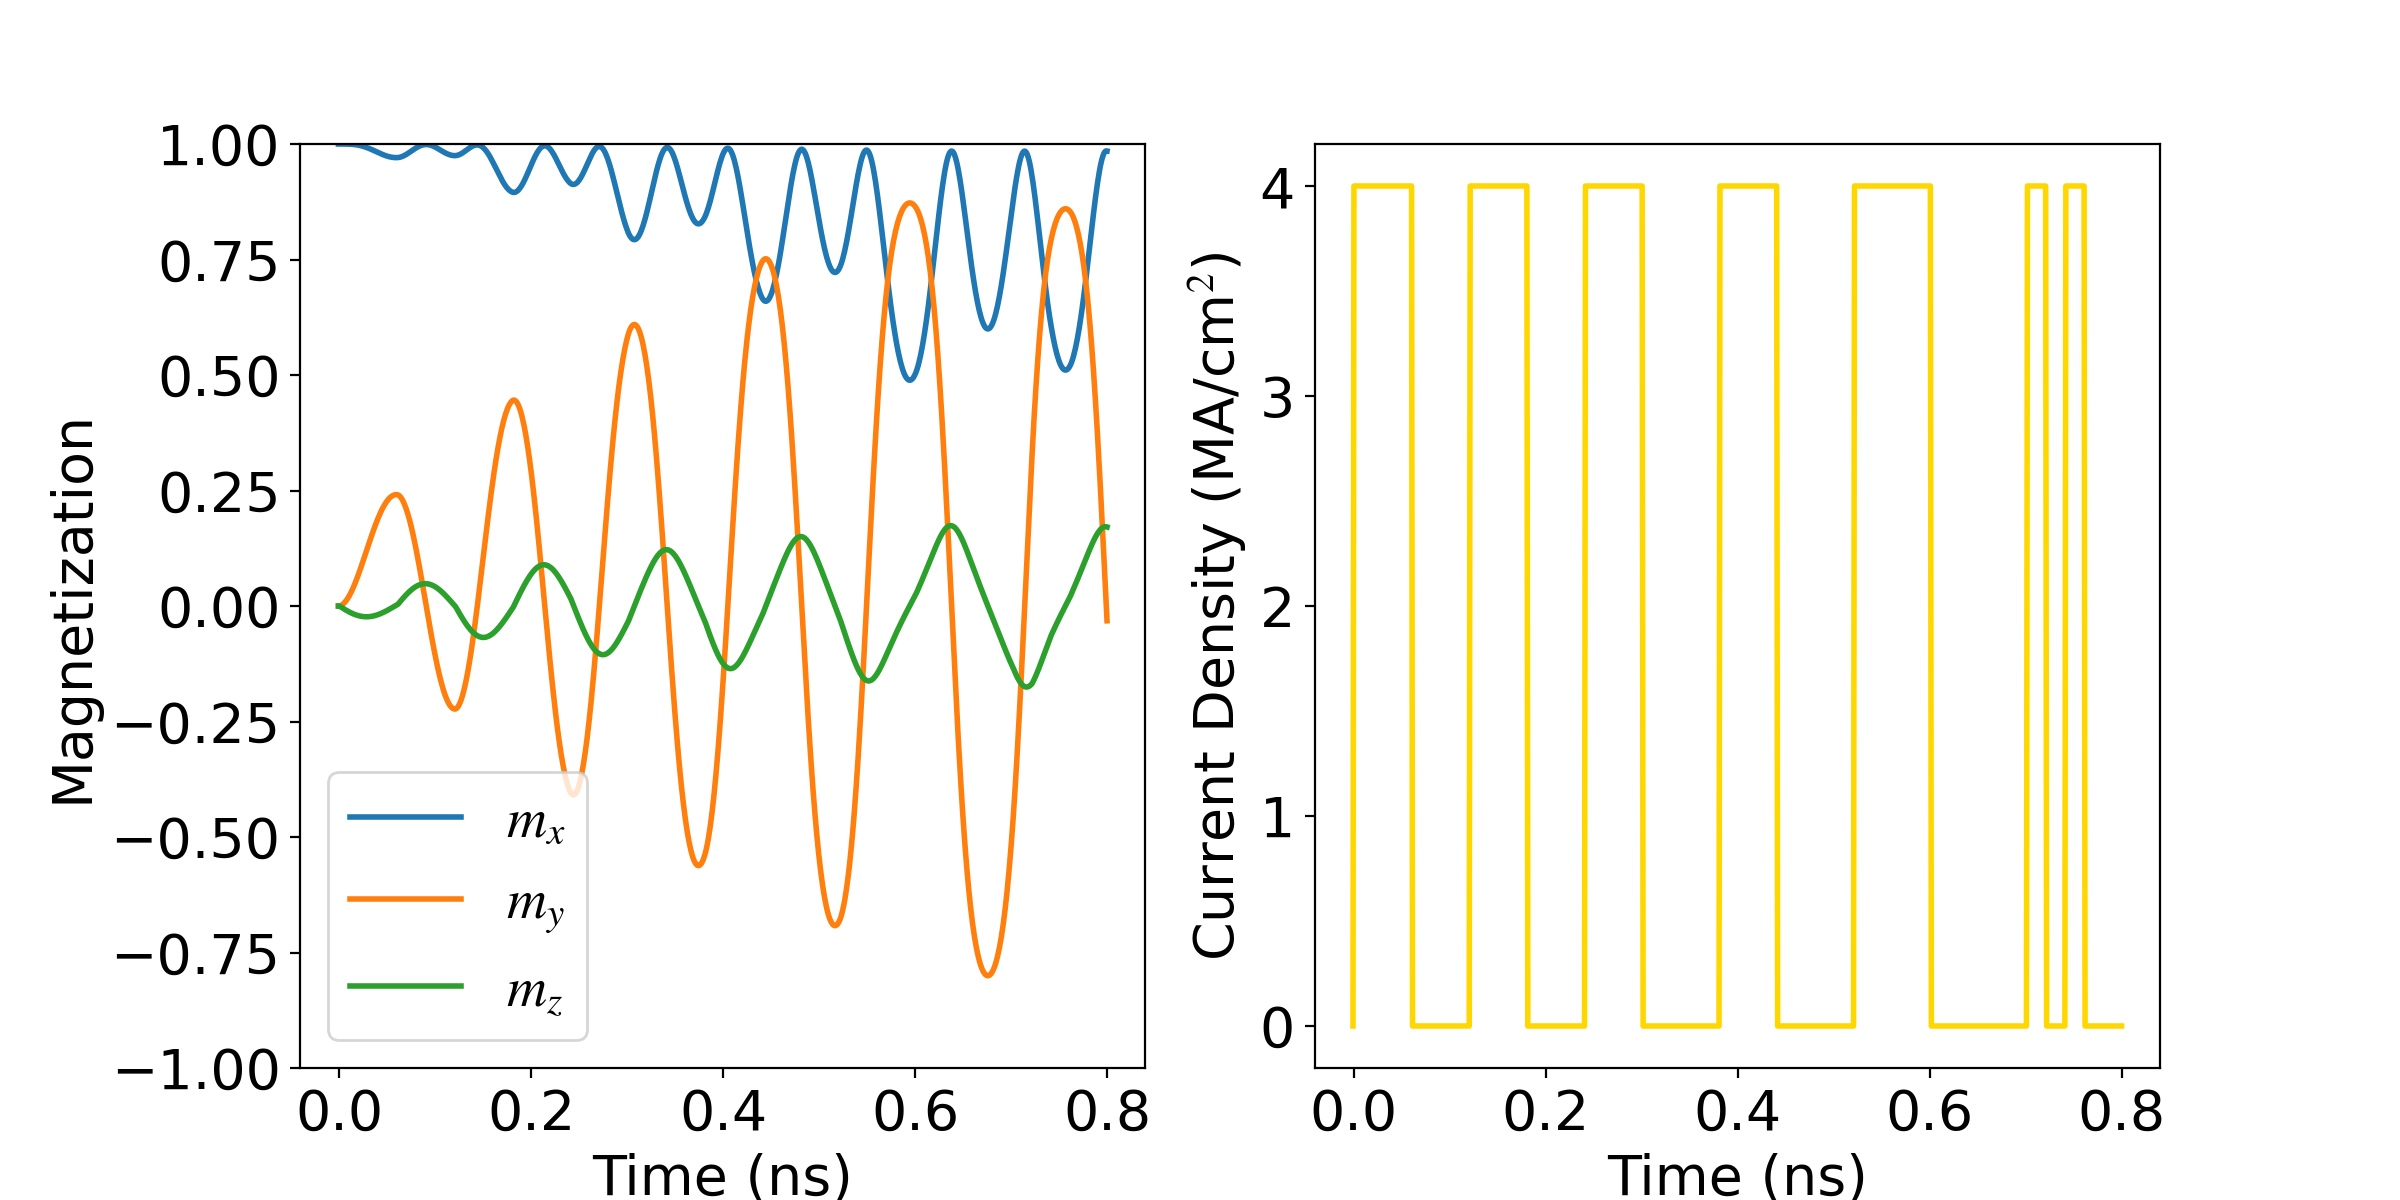 1.00
0.75
0.50
0.25
0.00
−0.25
−0.50
−0.75
−1.00
Magnetization
0.0 0.2 0.4 0.6 0.8
Time (ns)
m_x
m_y
m_z
4
3
2
1
0
Current Density (MA/cm²)
0.0 0.2 0.4 0.6 0.8
Time (ns)